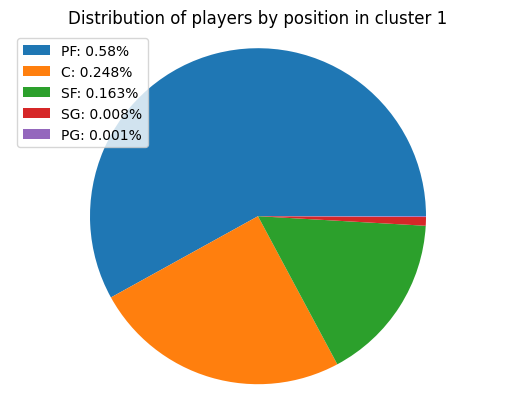 Distribution of players by position in cluster 1
PF: 0.58%
C: 0.248%
SF: 0.163%
SG: 0.008%
PG: 0.001%